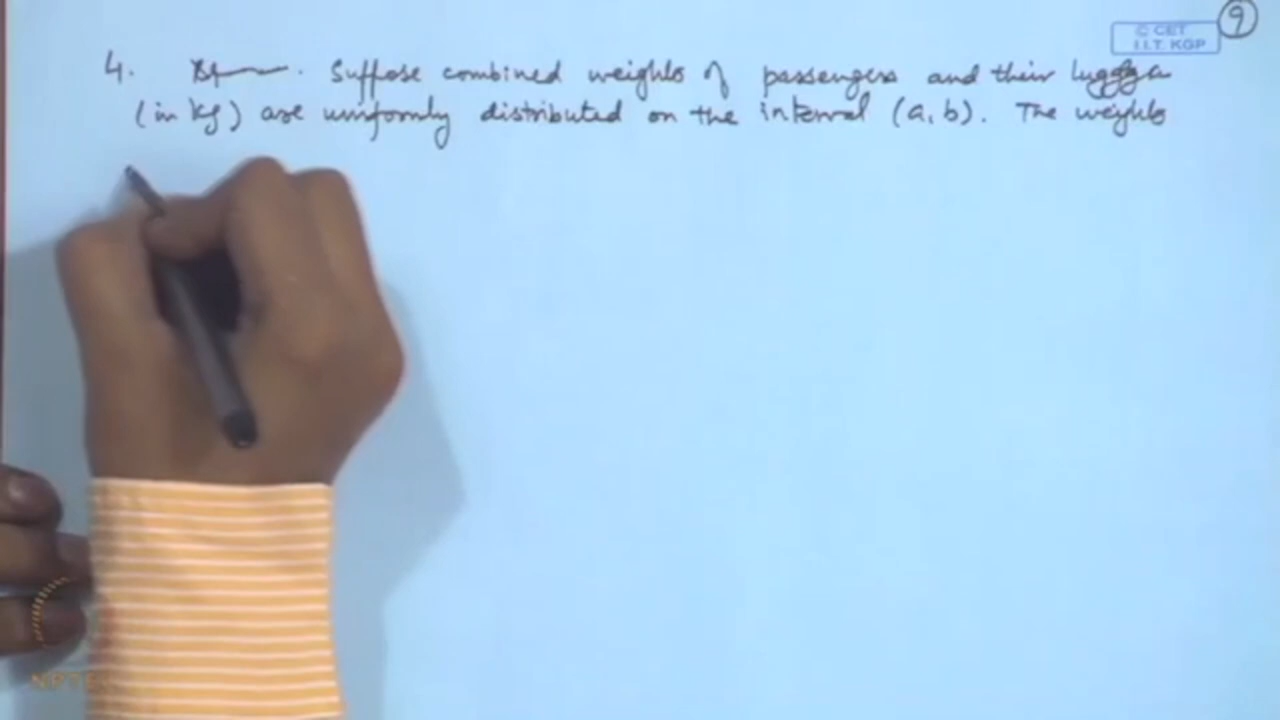 9
© CET
I.I.T. KGP
4. Suppose combined weights of passengers and their luggage
(in kg) are uniformly distributed on the interval (a, b). The weights
NPTEL